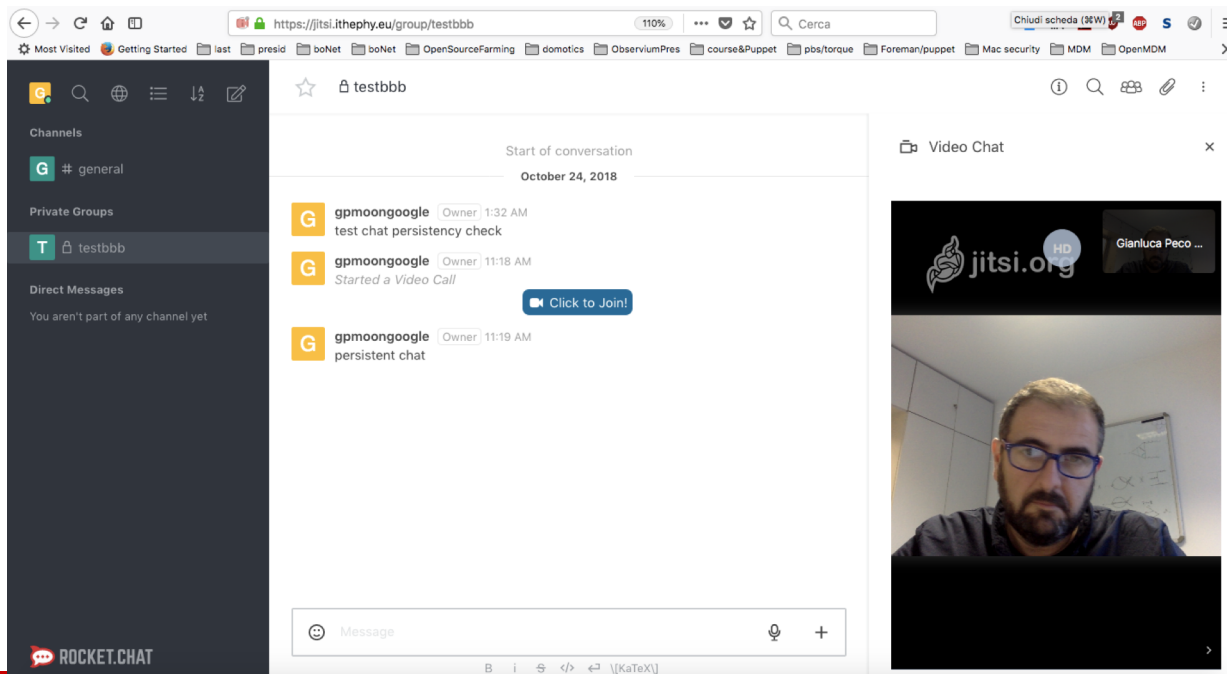 https://jitsi.ithephy.eu/group/testbbb
110%
Cerca
Chiudi scheda (⌘W)
2
ABP
S
Most Visited Getting Started last presid boNet boNet OpenSourceFarming domotics ObserviumPres course&Puppet pbs/torque Foreman/puppet Mac security MDM OpenMDM
G
testbbb
Channels
G # general
Private Groups
T testbbb
Direct Messages
You aren't part of any channel yet
ROCKET.CHAT
Start of conversation
October 24, 2018
G gpmoongoogle Owner 1:32 AM
test chat persistency check
G gpmoongoogle Owner 11:18 AM
Started a Video Call
Click to Join!
G gpmoongoogle Owner 11:19 AM
persistent chat
Message
B i S </> \[KaTeX\]
Video Chat
jitsi.org
HD
Gianluca Peco ...